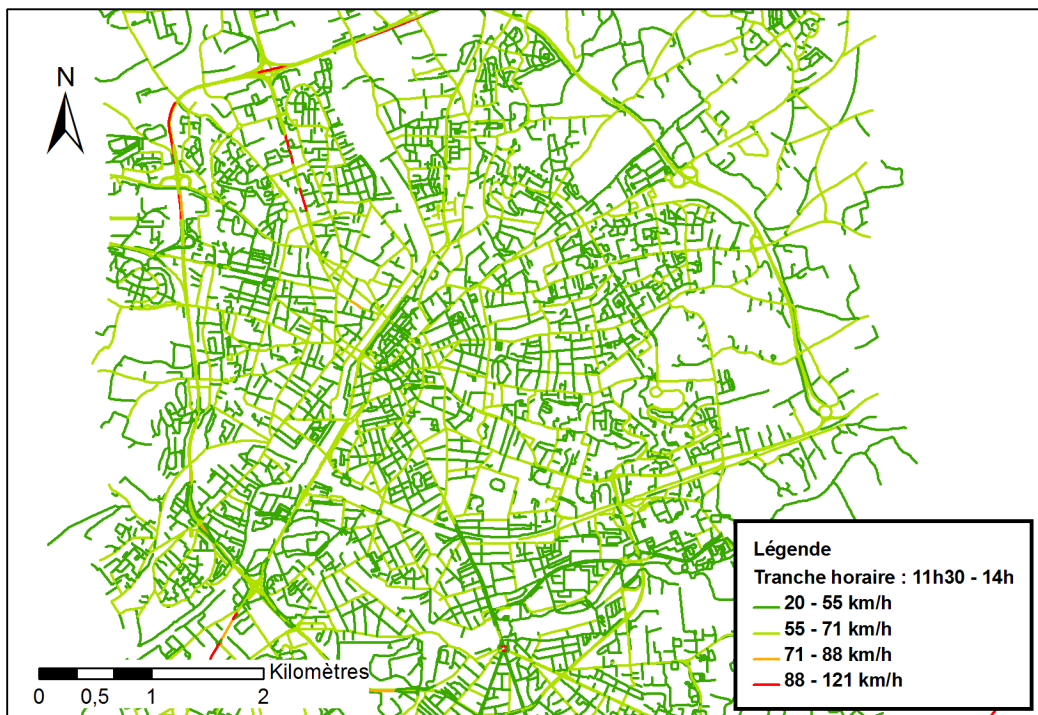 N
Légende
Tranche horaire : 11h30 - 14h
20 - 55 km/h
55 - 71 km/h
71 - 88 km/h
88 - 121 km/h
Kilomètres
0 0,5 1 2